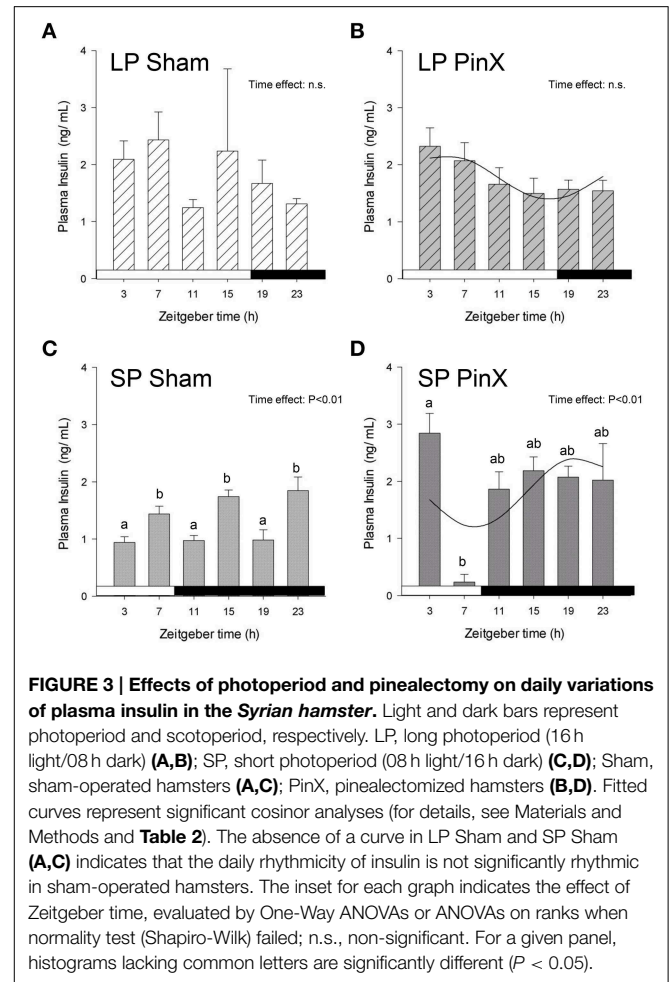 A
LP Sham
Time effect: n.s.
Plasma Insulin (ng/ mL)
4
3
2
1
0
3 7 11 15 19 23
Zeitgeber time (h)
B
LP PinX
Time effect: n.s.
Plasma Insulin (ng/ mL)
4
3
2
1
0
3 7 11 15 19 23
Zeitgeber time (h)
C
SP Sham
Time effect: P<0.01
Plasma Insulin (ng/ mL)
4
3
2
1
0
a b a b a b
3 7 11 15 19 23
Zeitgeber time (h)
D
SP PinX
Time effect: P<0.01
Plasma Insulin (ng/ mL)
4
3
2
1
0
a b ab ab ab ab
3 7 11 15 19 23
Zeitgeber time (h)
FIGURE 3 | Effects of photoperiod and pinealectomy on daily variations
of plasma insulin in the Syrian hamster. Light and dark bars represent
photoperiod and scotoperiod, respectively. LP, long photoperiod (16 h
light/08 h dark) (A,B); SP, short photoperiod (08 h light/16 h dark) (C,D); Sham,
sham-operated hamsters (A,C); PinX, pinealectomized hamsters (B,D). Fitted
curves represent significant cosinor analyses (for details, see Materials and
Methods and Table 2). The absence of a curve in LP Sham and SP Sham
(A,C) indicates that the daily rhythmicity of insulin is not significantly rhythmic
in sham-operated hamsters. The inset for each graph indicates the effect of
Zeitgeber time, evaluated by One-Way ANOVAs or ANOVAs on ranks when
normality test (Shapiro-Wilk) failed; n.s., non-significant. For a given panel,
histograms lacking common letters are significantly different (P < 0.05).